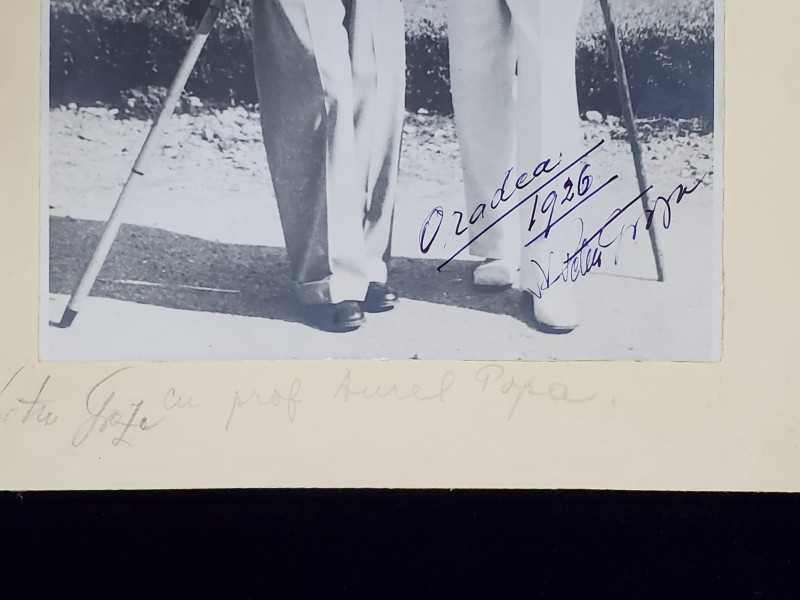 Oradea
1926
Petru Groza
Petru Groza cu prof Aurel Popa.